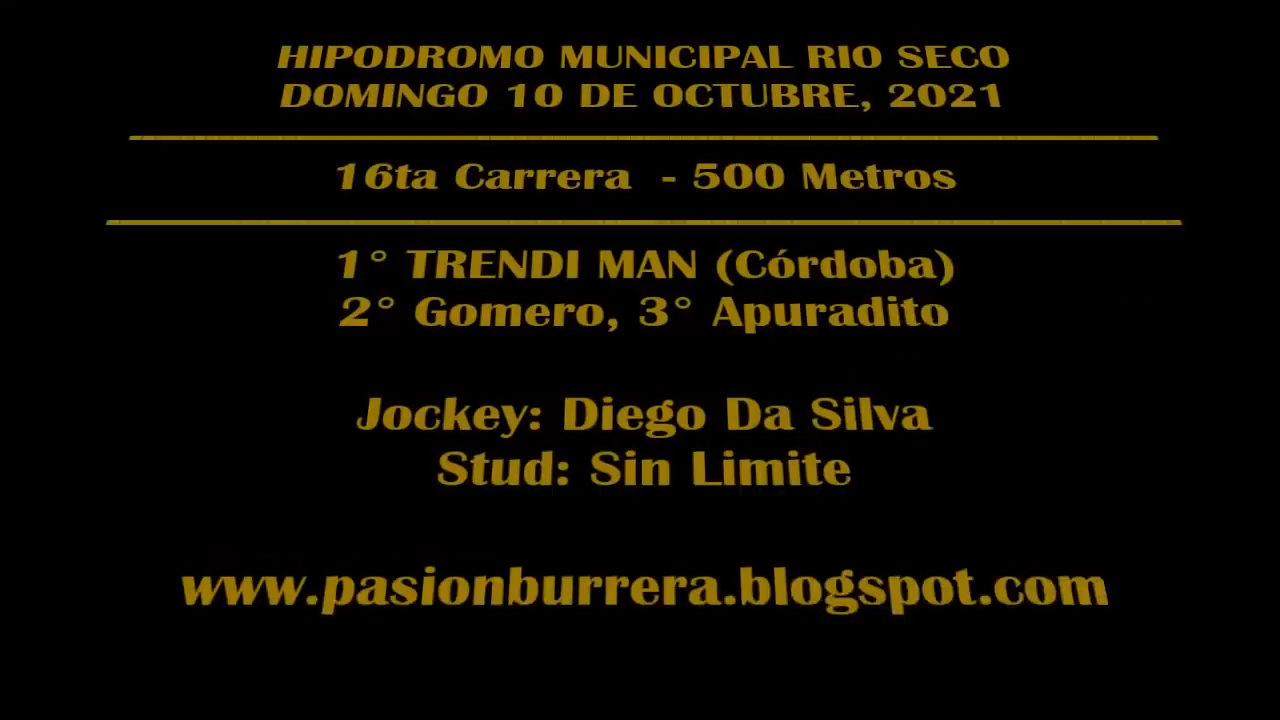 HIPODROMO MUNICIPAL RIO SECO
DOMINGO 10 DE OCTUBRE, 2021
16ta Carrera - 500 Metros
1° TRENDI MAN (Córdoba)
2° Gomero, 3° Apuradito
Jockey: Diego Da Silva
Stud: Sin Limite
www.pasionburrera.blogspot.com